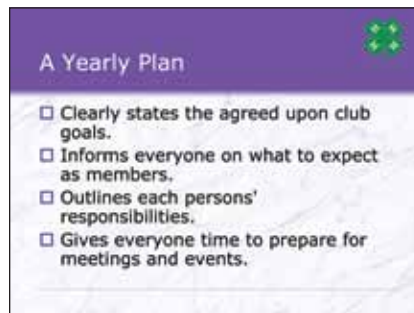 A Yearly Plan
Clearly states the agreed upon club
goals.
Informs everyone on what to expect
as members.
Outlines each persons'
responsibilities.
Gives everyone time to prepare for
meetings and events.